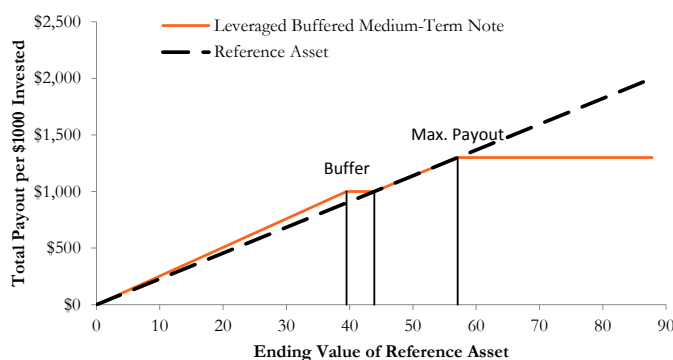 $2,500
Leveraged Buffered Medium-Term Note
Reference Asset
$2,000
$1,500
Max. Payout
Buffer
$1,000
$500
$0
0 10 20 30 40 50 60 70 80 90
Total Payout per $1000 Invested
Ending Value of Reference Asset